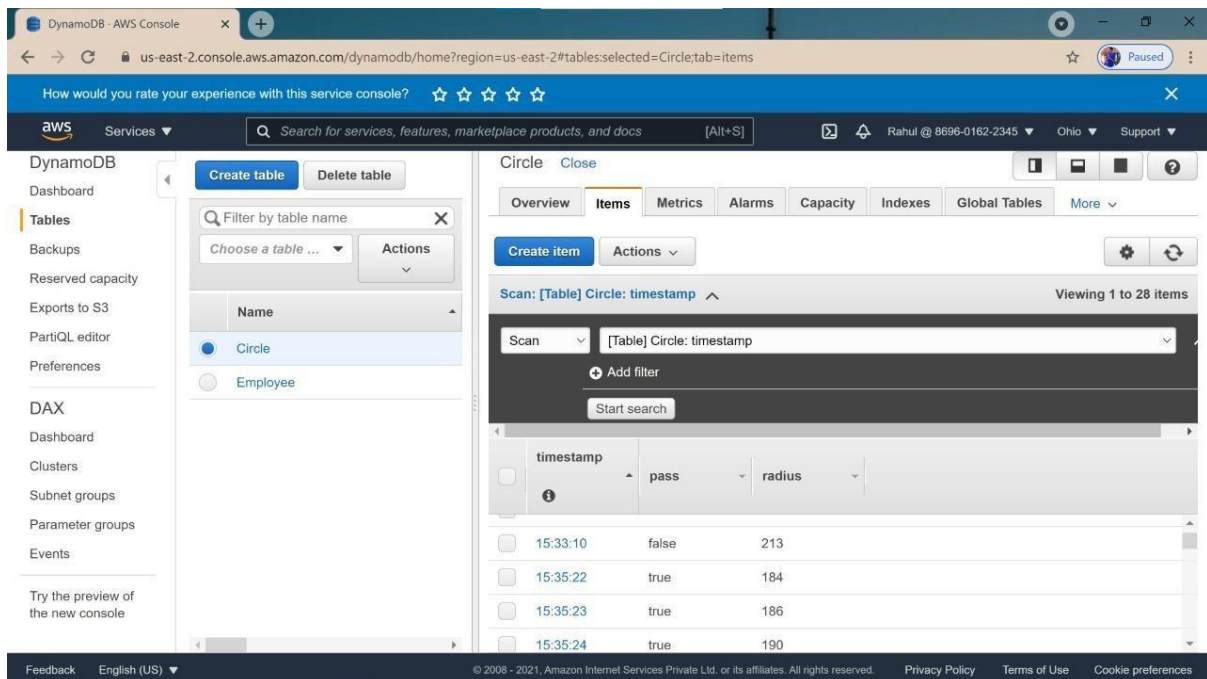 DynamoDB - AWS Console
us-east-2.console.aws.amazon.com/dynamodb/home?region=us-east-2#tables:selected=Circle;tab=items
Paused
How would you rate your experience with this service console?
aws Services
Search for services, features, marketplace products, and docs [Alt+S]
Rahul @ 8696-0162-2345 Ohio Support
DynamoDB
Dashboard
Tables
Backups
Reserved capacity
Exports to S3
PartiQL editor
Preferences
DAX
Dashboard
Clusters
Subnet groups
Parameter groups
Events
Try the preview of
the new console
Create table Delete table
Filter by table name
Choose a table ... Actions
Name
Circle
Employee
Circle Close
Overview Items Metrics Alarms Capacity Indexes Global Tables More
Create item Actions
Scan: [Table] Circle: timestamp Viewing 1 to 28 items
Scan [Table] Circle: timestamp
Add filter
Start search
timestamp pass radius
15:33:10 false 213
15:35:22 true 184
15:35:23 true 186
15:35:24 true 190
Feedback English (US) © 2008 - 2021, Amazon Internet Services Private Ltd. or its affiliates. All rights reserved. Privacy Policy Terms of Use Cookie preferences